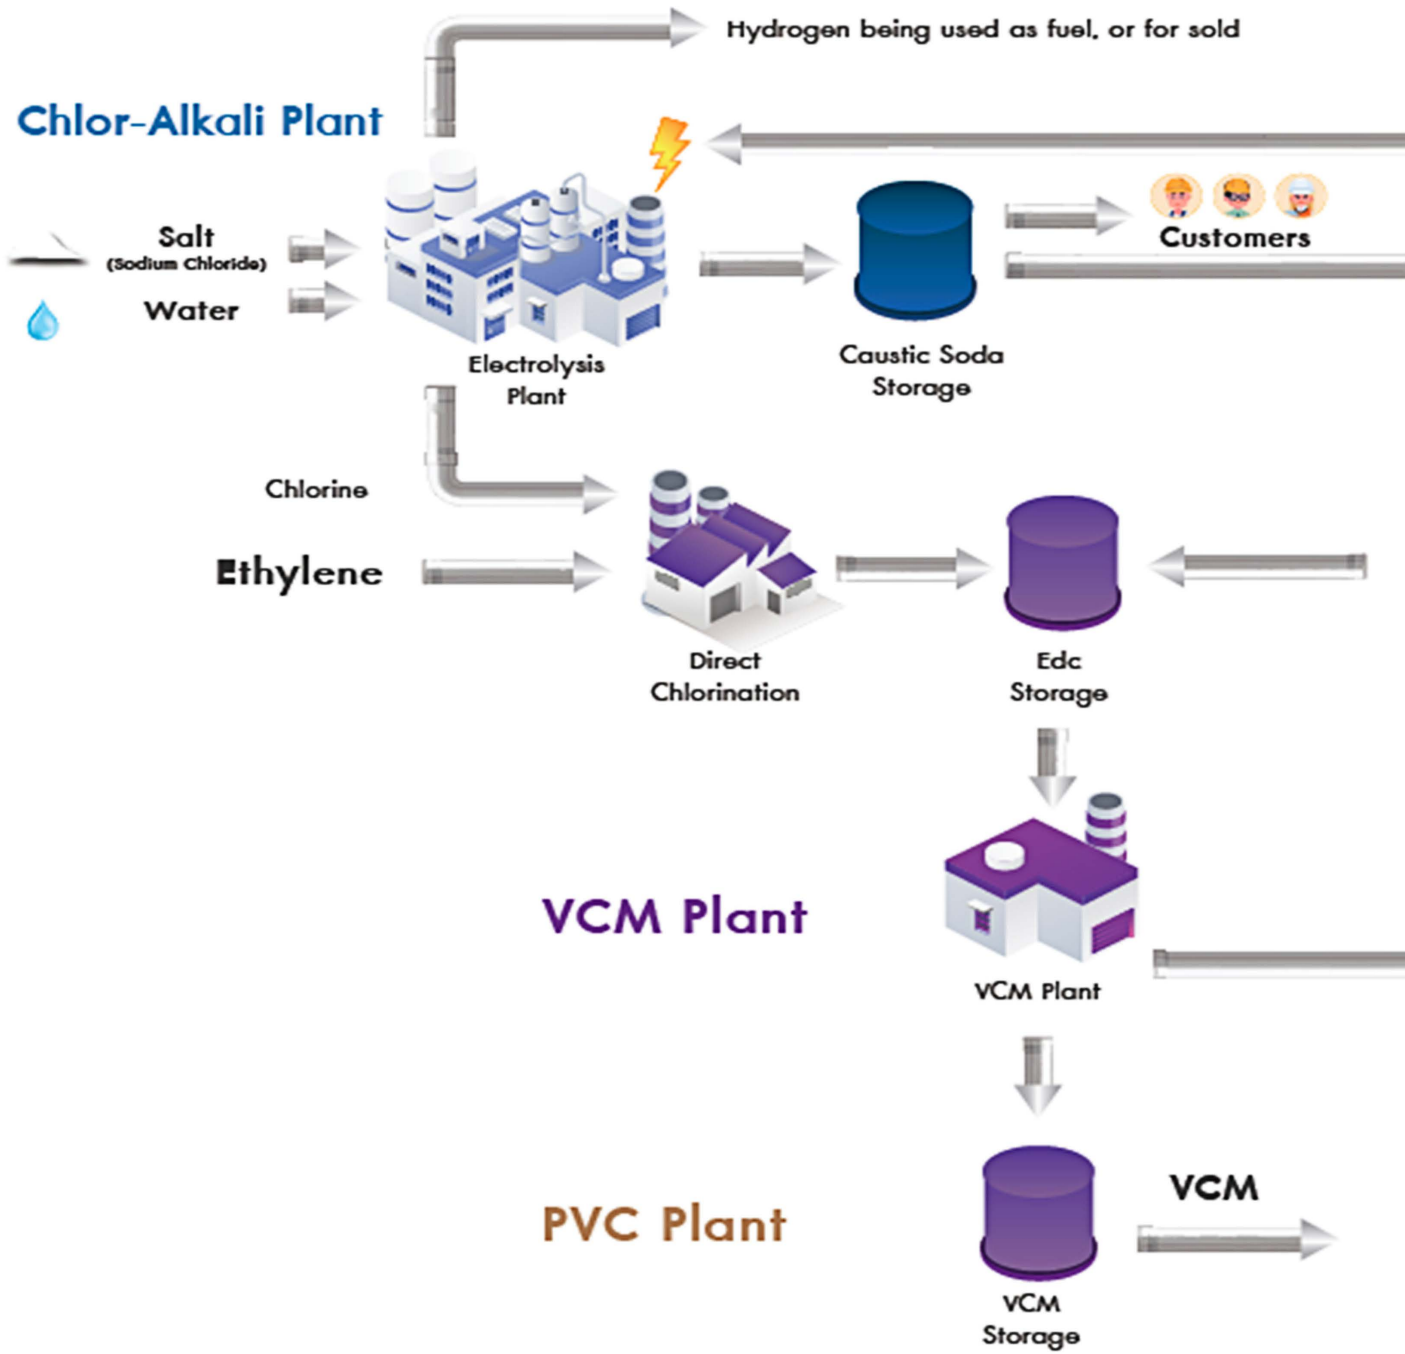 Hydrogen being used as fuel, or for sold
Chlor-Alkali Plant
Salt
(Sodium Chloride)
Water
Customers
Electrolysis
Plant
Caustic Soda
Storage
Chlorine
Ethylene
Direct
Chlorination
Edc
Storage
VCM Plant
VCM Plant
PVC Plant
VCM
VCM
Storage